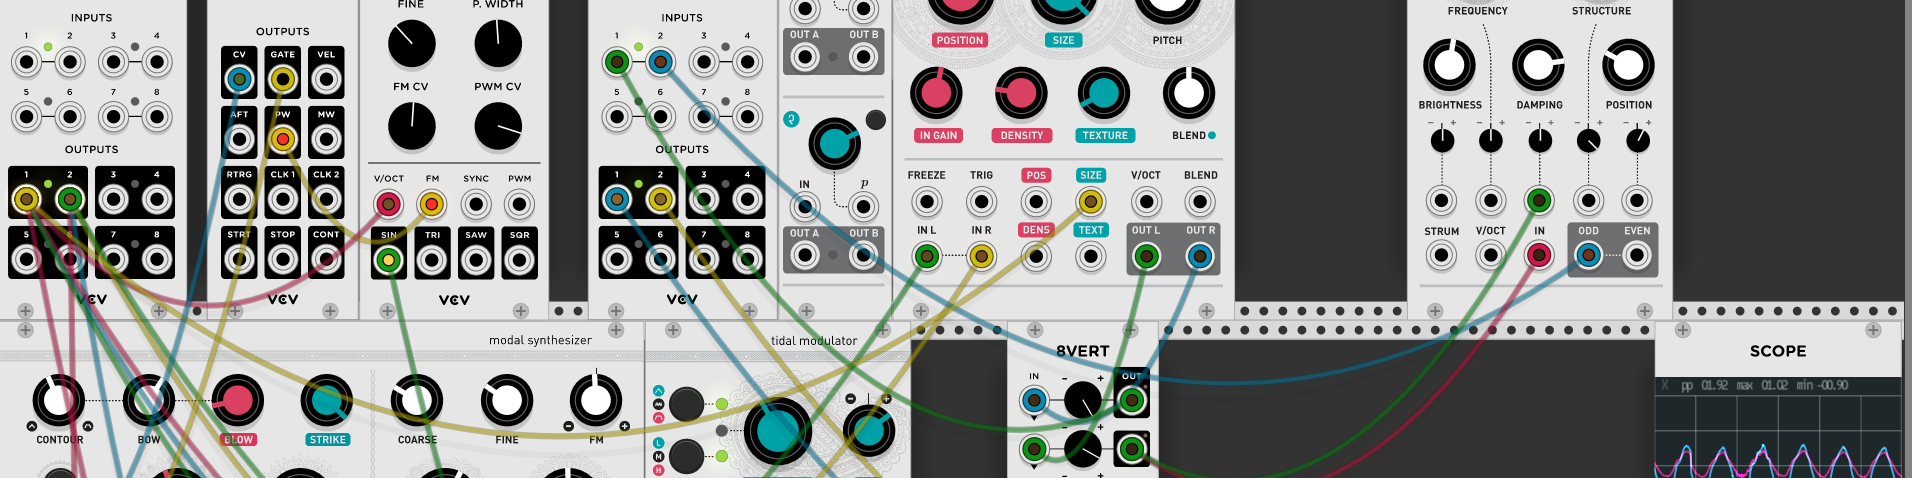 INPUTS
1 2 3 4
5 6 7 8
OUTPUTS
1 2 3 4
5 6 7 8
VCV
OUTPUTS
CV GATE VEL
AFT PW MW
RTRG CLK 1 CLK 2
STRT STOP CONT
VCV
FINE P. WIDTH
FM CV PWM CV
V/OCT FM SYNC PWM
SIN TRI SAW SQR
VCV
INPUTS
1 2 3 4
5 6 7 8
OUTPUTS
1 2 3 4
5 6 7 8
VCV
OUT A OUT B
IN p
OUT A OUT B
POSITION SIZE PITCH
IN GAIN DENSITY TEXTURE BLEND
FREEZE TRIG POS SIZE V/OCT BLEND
IN L IN R DENS TEXT OUT L OUT R
FREQUENCY STRUCTURE
BRIGHTNESS DAMPING POSITION
- + - + - + - + - +
STRUM V/OCT IN ODD EVEN
modal synthesizer
CONTOUR BOW BLOW STRIKE COARSE FINE FM
tidal modulator
L
M
H
8VERT
IN - + OUT
- +
- +
SCOPE
X pp 01.92 max 01.02 min -00.90